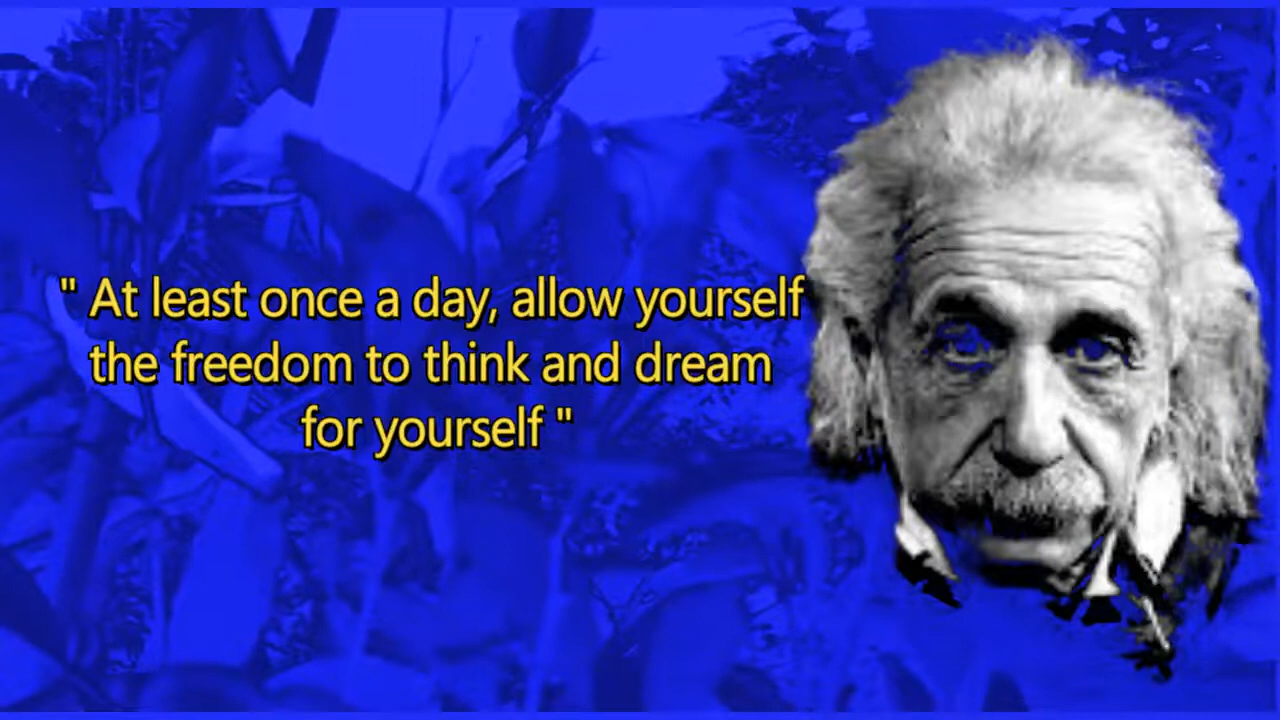 " At least once a day, allow yourself
the freedom to think and dream
for yourself "